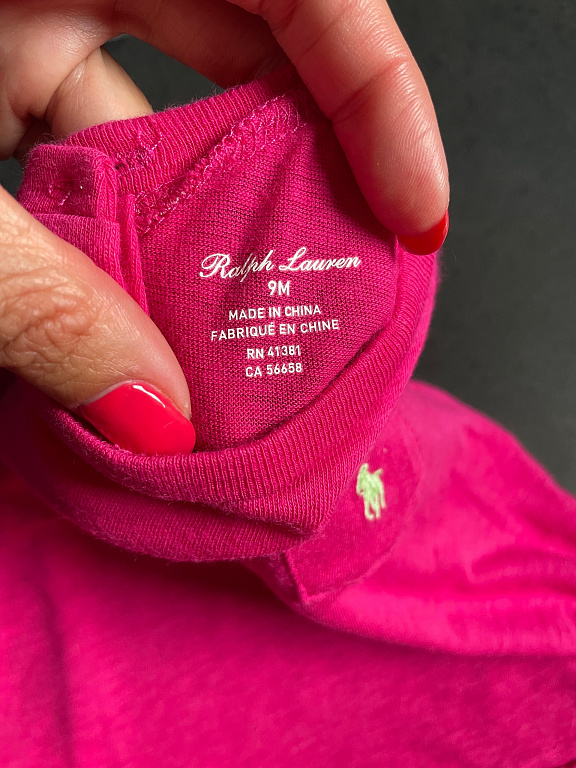 Ralph Lauren
9M
MADE IN CHINA
FABRIQUÉ EN CHINE
RN 41381
CA 56658